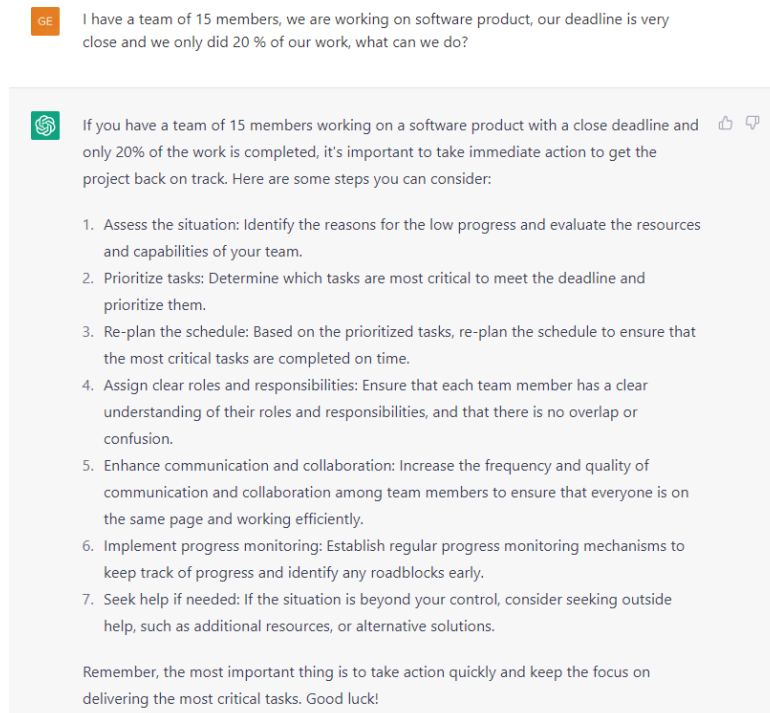 GE
I have a team of 15 members, we are working on software product, our deadline is very
close and we only did 20 % of our work, what can we do?
If you have a team of 15 members working on a software product with a close deadline and
only 20% of the work is completed, it's important to take immediate action to get the
project back on track. Here are some steps you can consider:
1. Assess the situation: Identify the reasons for the low progress and evaluate the resources
and capabilities of your team.
2. Prioritize tasks: Determine which tasks are most critical to meet the deadline and
prioritize them.
3. Re-plan the schedule: Based on the prioritized tasks, re-plan the schedule to ensure that
the most critical tasks are completed on time.
4. Assign clear roles and responsibilities: Ensure that each team member has a clear
understanding of their roles and responsibilities, and that there is no overlap or
confusion.
5. Enhance communication and collaboration: Increase the frequency and quality of
communication and collaboration among team members to ensure that everyone is on
the same page and working efficiently.
6. Implement progress monitoring: Establish regular progress monitoring mechanisms to
keep track of progress and identify any roadblocks early.
7. Seek help if needed: If the situation is beyond your control, consider seeking outside
help, such as additional resources, or alternative solutions.
Remember, the most important thing is to take action quickly and keep the focus on
delivering the most critical tasks. Good luck!